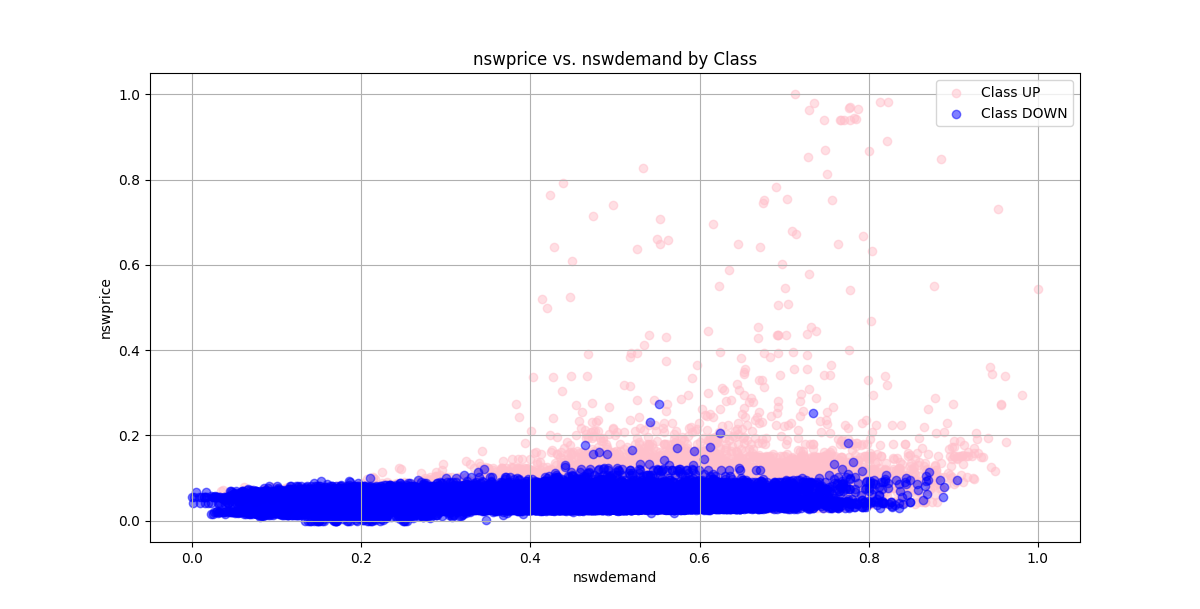 nswprice vs. nswdemand by Class
Class UP
Class DOWN
1.0
0.8
0.6
0.4
0.2
0.0
nswprice
0.0 0.2 0.4 0.6 0.8 1.0
nswdemand